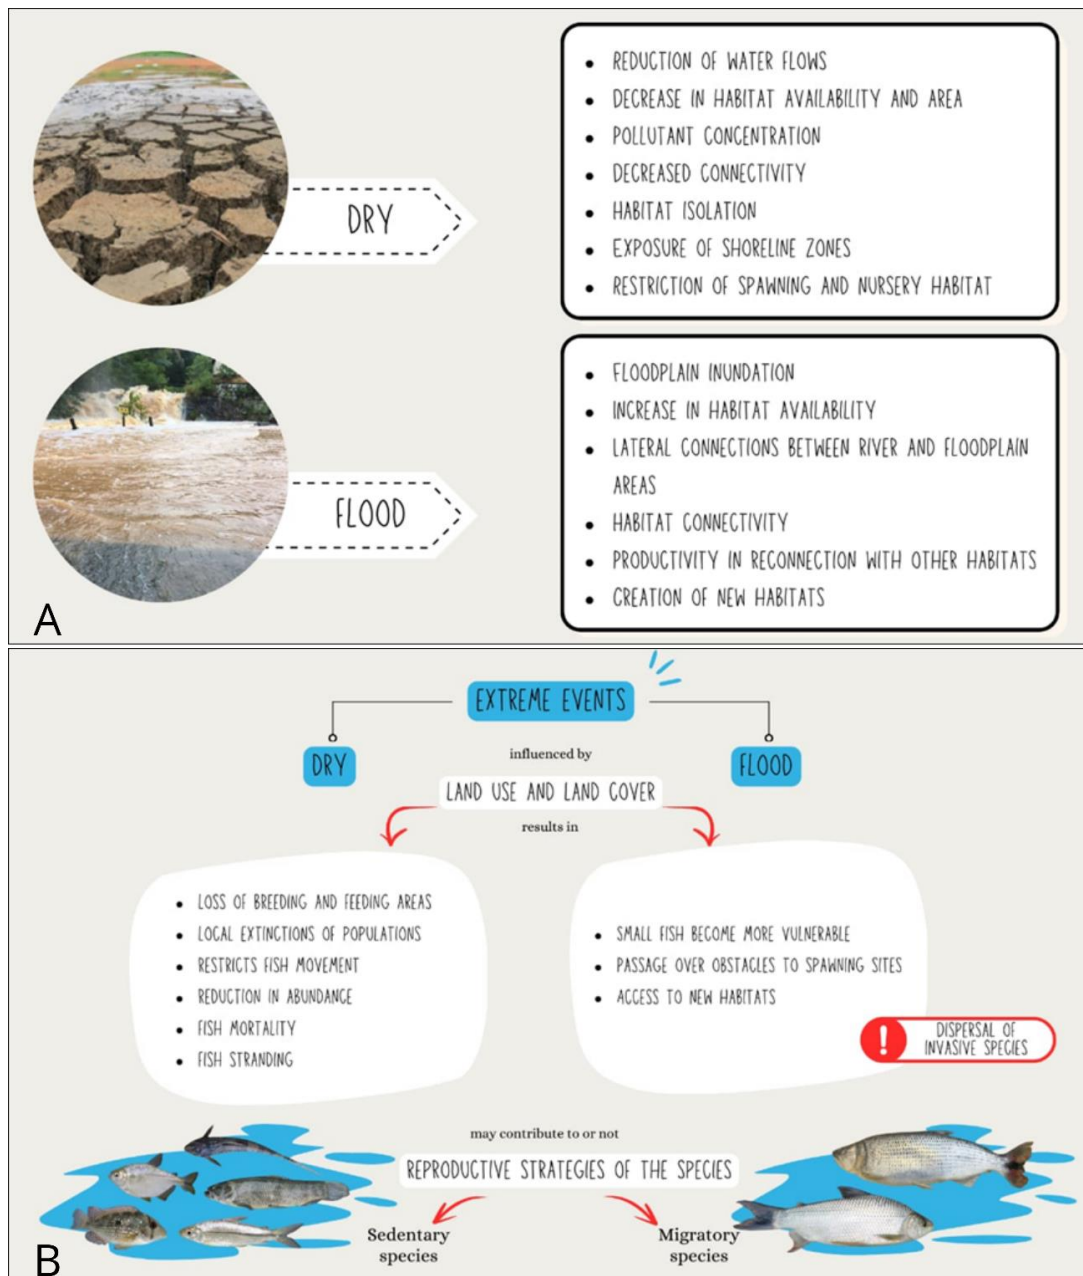 DRY
REDUCTION OF WATER FLOWS
DECREASE IN HABITAT AVAILABILITY AND AREA
POLLUTANT CONCENTRATION
DECREASED CONNECTIVITY
HABITAT ISOLATION
EXPOSURE OF SHORELINE ZONES
RESTRICTION OF SPAWNING AND NURSERY HABITAT
FLOOD
FLOODPLAIN INUNDATION
INCREASE IN HABITAT AVAILABILITY
LATERAL CONNECTIONS BETWEEN RIVER AND FLOODPLAIN
AREAS
HABITAT CONNECTIVITY
PRODUCTIVITY IN RECONNECTION WITH OTHER HABITATS
CREATION OF NEW HABITATS
A
EXTREME EVENTS
DRY
FLOOD
influenced by
LAND USE AND LAND COVER
results in
LOSS OF BREEDING AND FEEDING AREAS
LOCAL EXTINCTIONS OF POPULATIONS
RESTRICTS FISH MOVEMENT
REDUCTION IN ABUNDANCE
FISH MORTALITY
FISH STRANDING
SMALL FISH BECOME MORE VULNERABLE
PASSAGE OVER OBSTACLES TO SPAWNING SITES
ACCESS TO NEW HABITATS
!
DISPERSAL OF
INVASIVE SPECIES
may contribute to or not
REPRODUCTIVE STRATEGIES OF THE SPECIES
Sedentary
species
Migratory
species
B